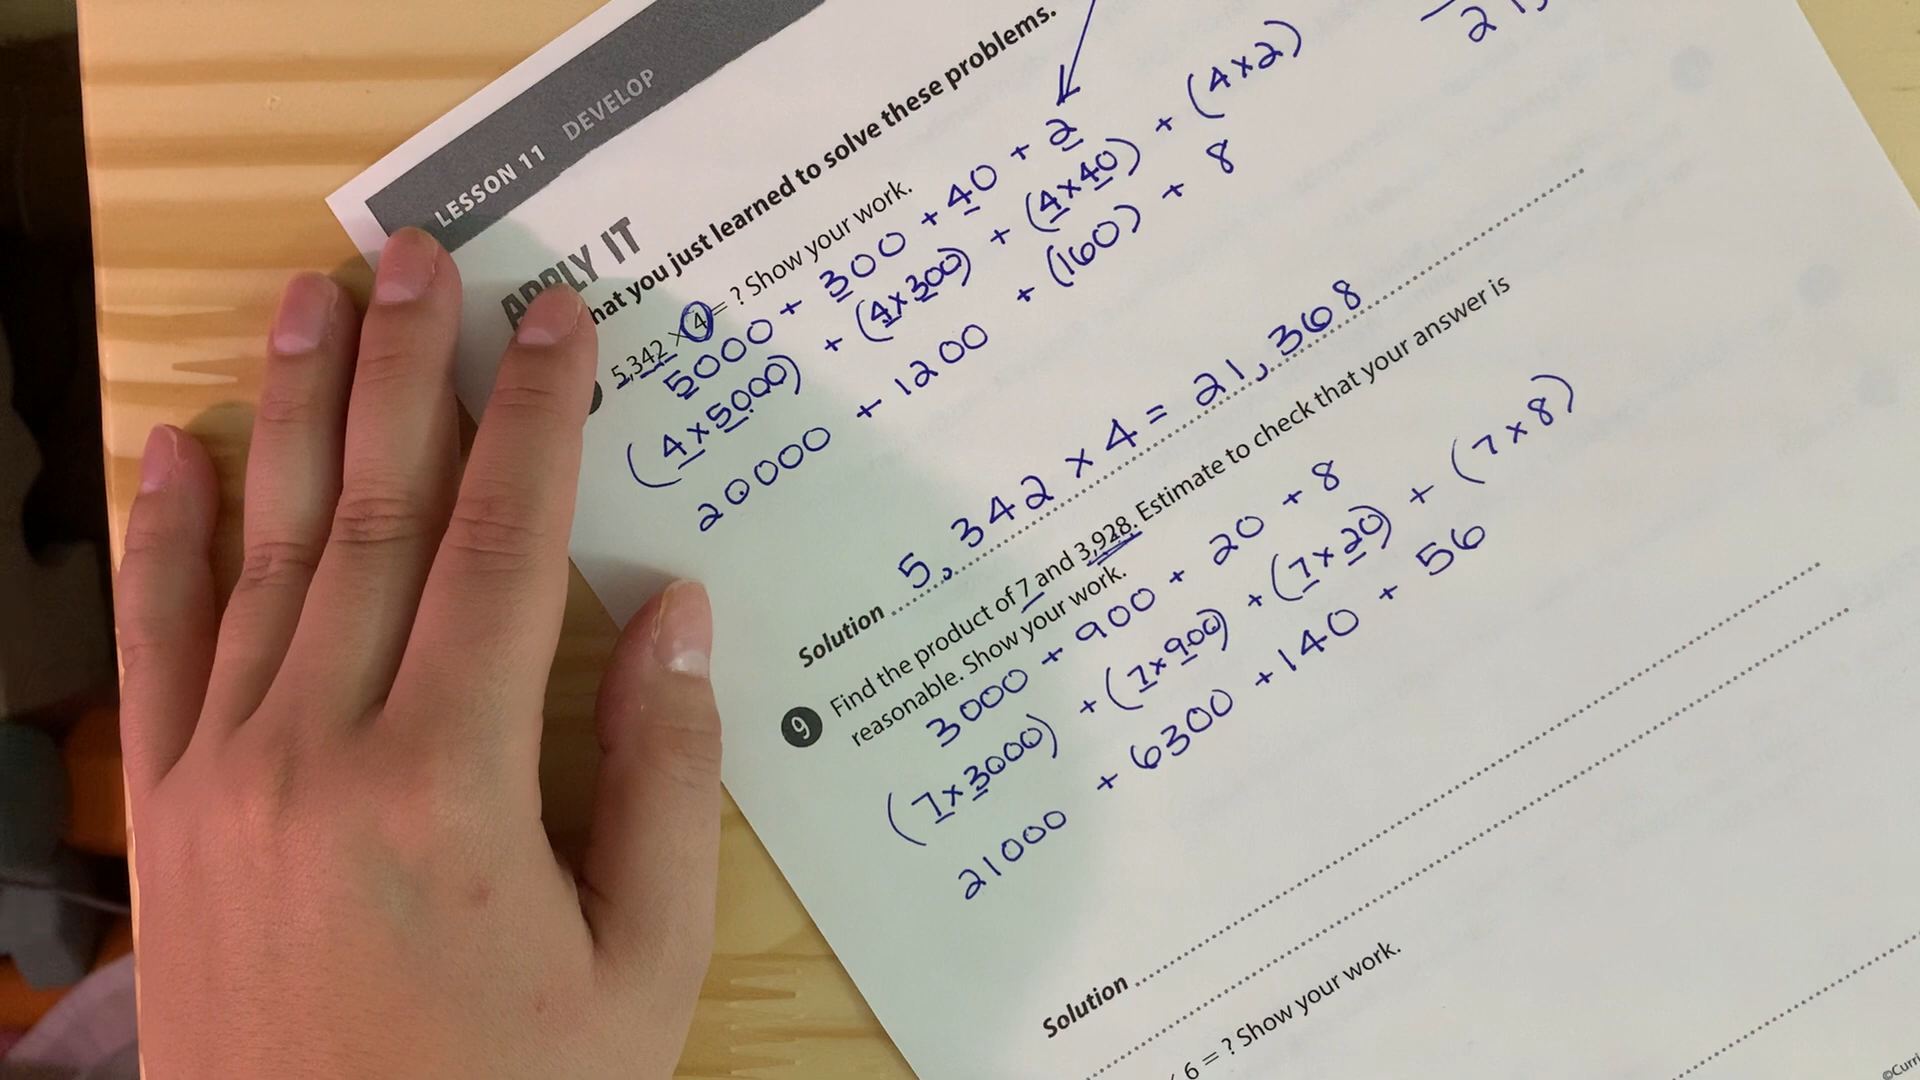 LESSON 11 DEVELOP
APPLY IT
hat you just learned to solve these problems.
5,342 × 4 = ? Show your work.
5000 + 300 + 40 + 2
(4 × 5000) + (4 × 300) + (4 × 40) + (4 × 2)
20000 + 1200 + (160) + 8
Solution 5,342 × 4 = 21,368
9 Find the product of 7 and 3,928. Estimate to check that your answer is
reasonable. Show your work.
3000 + 900 + 20 + 8
(7 × 3000) + (7 × 900) + (7 × 20) + (7 × 8)
21000 + 6300 + 140 + 56
Solution
6 = ? Show your work.
©Curri